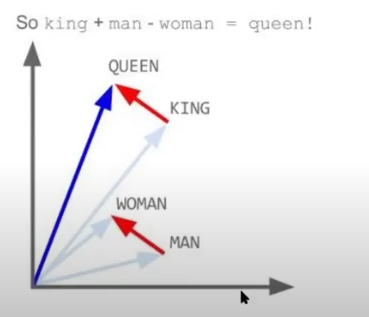 So king + man - woman = queen!
QUEEN
KING
WOMAN
MAN